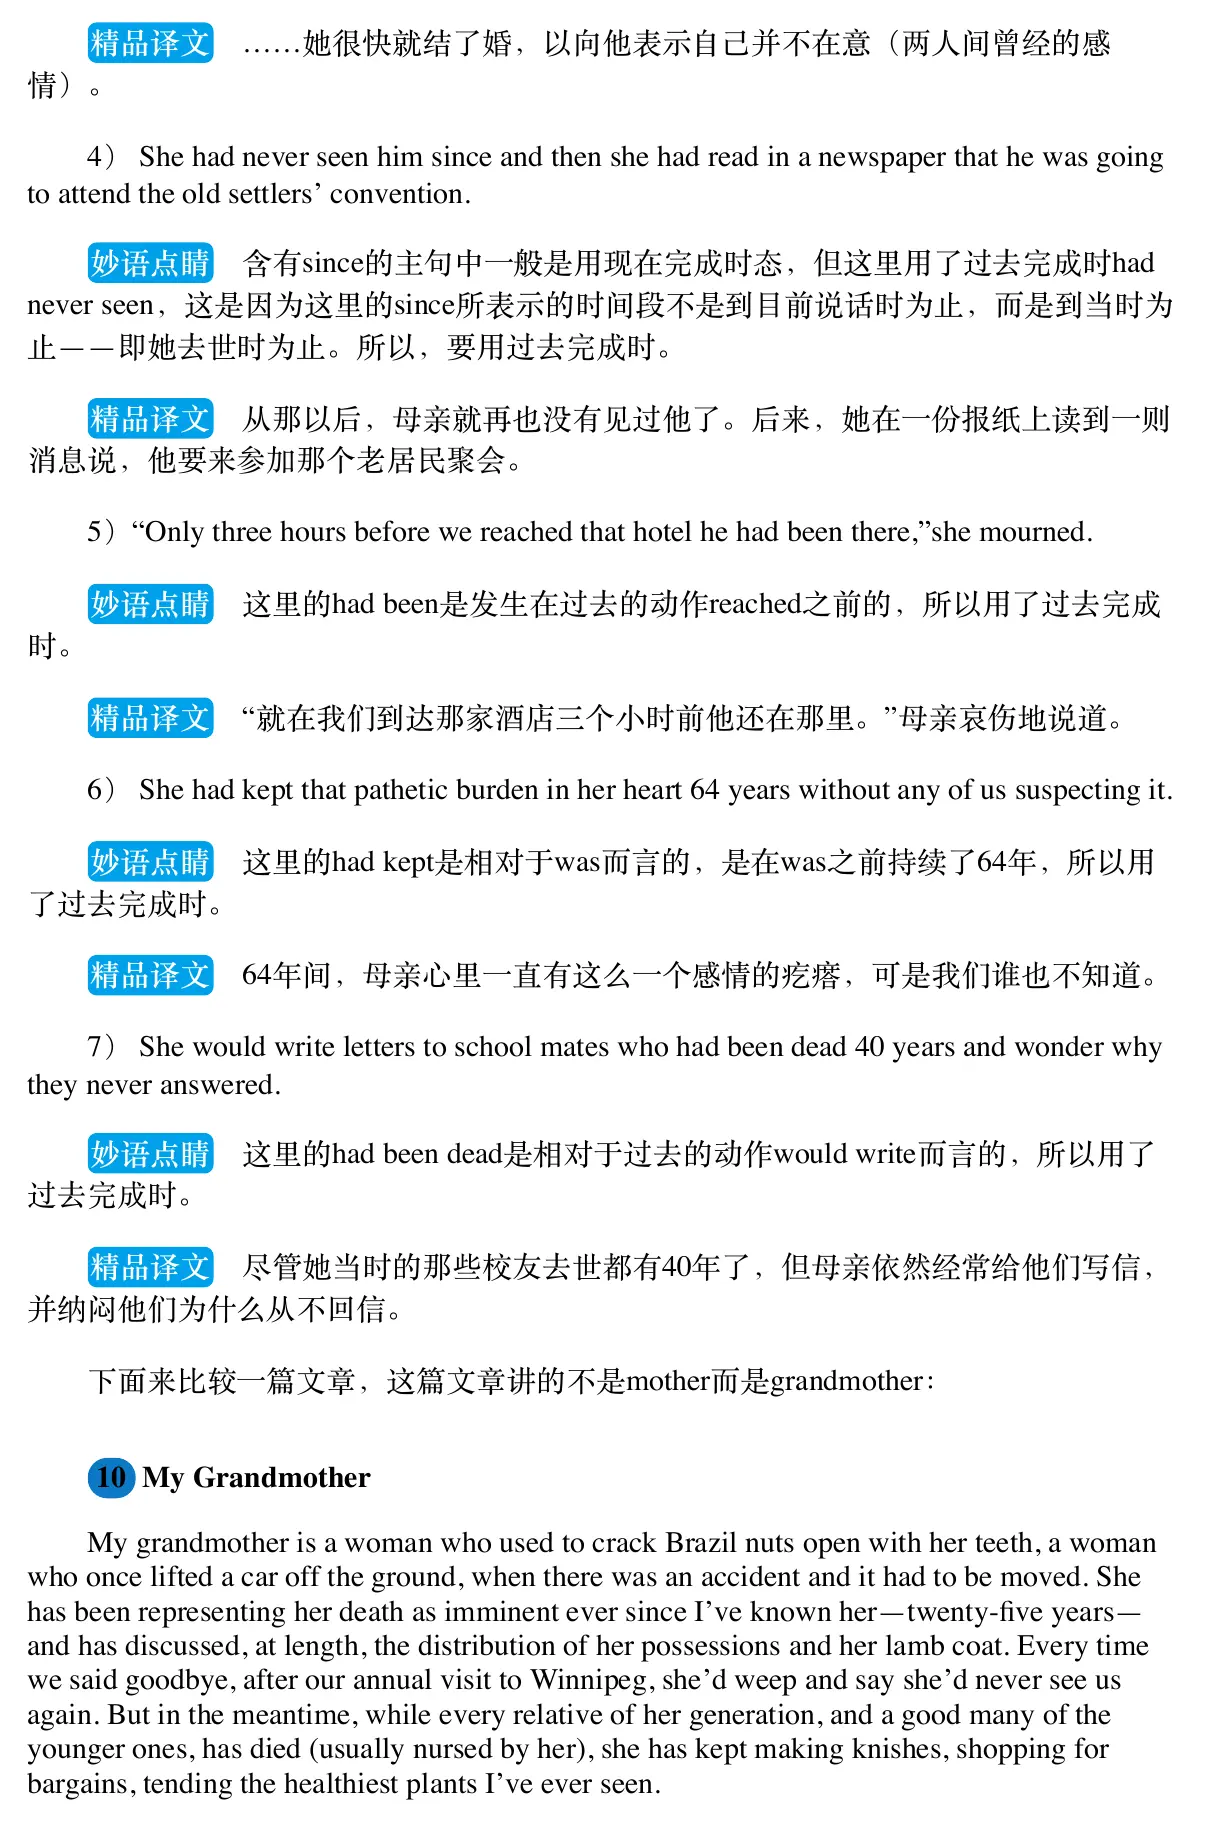 精品译文 ……她很快就结了婚，以向他表示自己并不在意（两人间曾经的感
情）。
4） She had never seen him since and then she had read in a newspaper that he was going
to attend the old settlers’ convention.
妙语点睛 含有since的主句中一般是用现在完成时态，但这里用了过去完成时had
never seen，这是因为这里的since所表示的时间段不是到目前说话时为止，而是到当时为
止——即她去世时为止。所以，要用过去完成时。
精品译文 从那以后，母亲就再也没有见过他了。后来，她在一份报纸上读到一则
消息说，他要来参加那个老居民聚会。
5）“Only three hours before we reached that hotel he had been there,”she mourned.
妙语点睛 这里的had been是发生在过去的动作reached之前的，所以用了过去完成
时。
精品译文 “就在我们到达那家酒店三个小时前他还在那里。”母亲哀伤地说道。
6） She had kept that pathetic burden in her heart 64 years without any of us suspecting it.
妙语点睛 这里的had kept是相对于was而言的，是在was之前持续了64年，所以用
了过去完成时。
精品译文 64年间，母亲心里一直有这么一个感情的疙瘩，可是我们谁也不知道。
7） She would write letters to school mates who had been dead 40 years and wonder why
they never answered.
妙语点睛 这里的had been dead是相对于过去的动作would write而言的，所以用了
过去完成时。
精品译文 尽管她当时的那些校友去世都有40年了，但母亲依然经常给他们写信，
并纳闷他们为什么从不回信。
下面来比较一篇文章，这篇文章讲的不是mother而是grandmother：
10 My Grandmother
My grandmother is a woman who used to crack Brazil nuts open with her teeth, a woman
who once lifted a car off the ground, when there was an accident and it had to be moved. She
has been representing her death as imminent ever since I’ve known her—twenty-five years—
and has discussed, at length, the distribution of her possessions and her lamb coat. Every time
we said goodbye, after our annual visit to Winnipeg, she’d weep and say she’d never see us
again. But in the meantime, while every relative of her generation, and a good many of the
younger ones, has died (usually nursed by her), she has kept making knishes, shopping for
bargains, tending the healthiest plants I’ve ever seen.